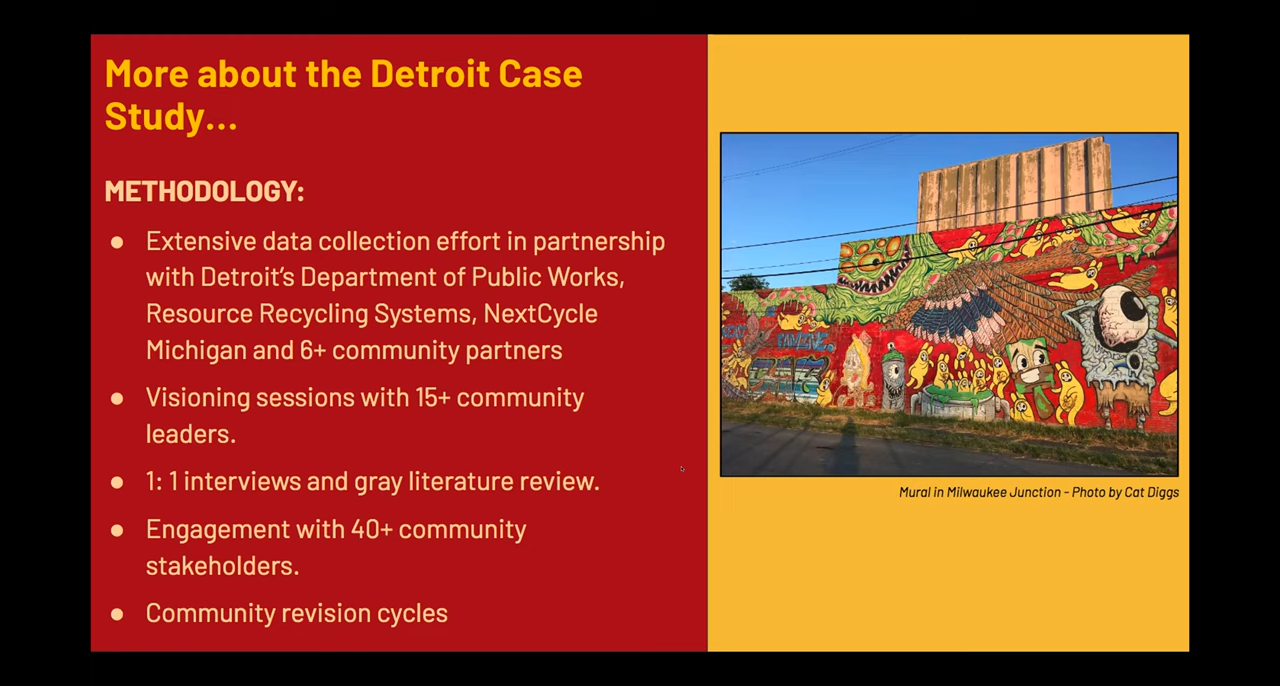 More about the Detroit Case
Study...
METHODOLOGY:
● Extensive data collection effort in partnership
with Detroit's Department of Public Works,
Resource Recycling Systems, NextCycle
Michigan and 6+ community partners
● Visioning sessions with 15+ community
leaders.
● 1: 1 interviews and gray literature review.
● Engagement with 40+ community
stakeholders.
● Community revision cycles
Mural in Milwaukee Junction - Photo by Cat Diggs